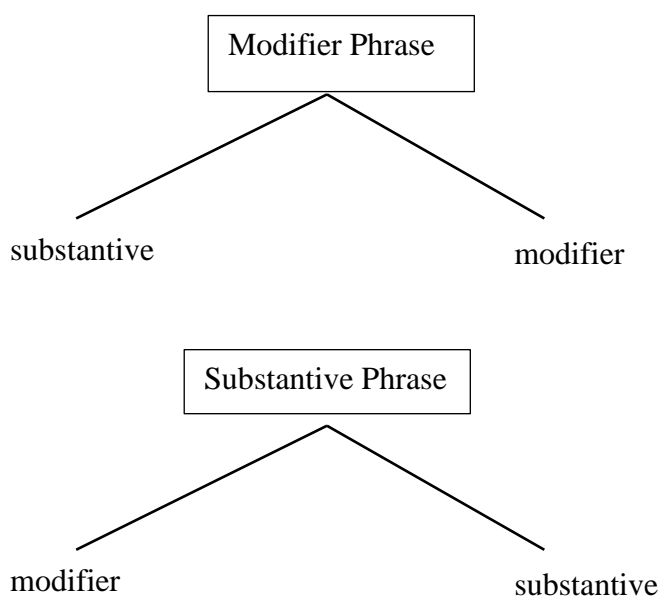 Modifier Phrase
substantive
modifier
Substantive Phrase
modifier
substantive